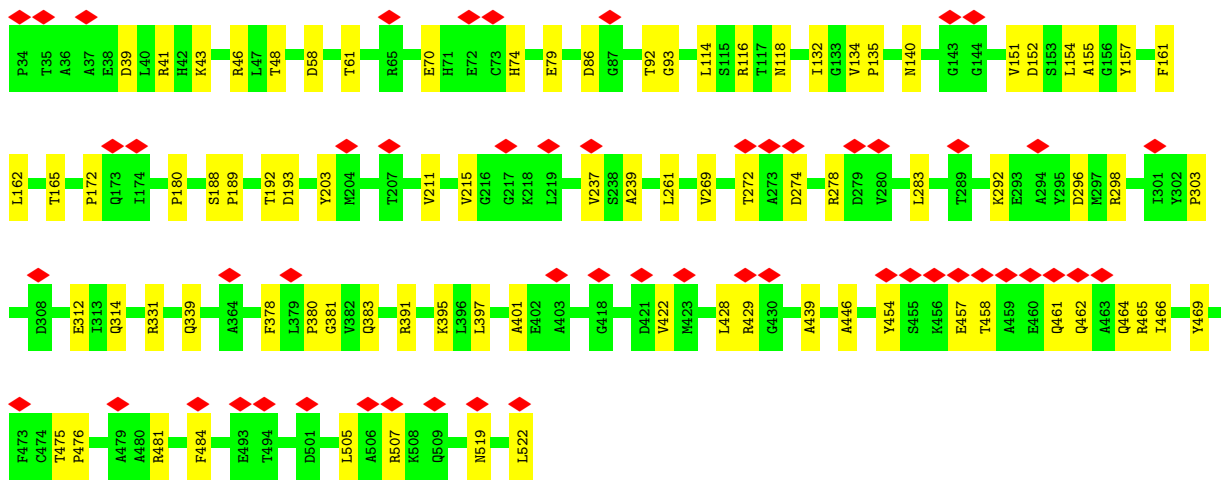 P34 T35 A36 A37 E38 D39 L40 R41 H42 K43 R46 L47 T48 D58 T61 R65 E70 H71 E72 C73 H74 E79 D86 G87 T92 G93 L114 S115 R116 T117 N118 I132 G133 V134 P135 N140 G143 G144 V151 D152 S153 L154 A155 G156 Y157 F161
L162 T165 P172 Q173 I174 P180 S188 P189 T192 D193 Y203 M204 T207 V211 V215 G216 G217 K218 L219 V237 S238 A239 L261 V269 T272 A273 D274 R278 D279 V280 L283 T289 K292 E293 A294 Y295 D296 M297 R298 I301 Y302 P303
D308 E312 I313 Q314 R331 Q339 A364 F378 L379 P380 G381 V382 Q383 R391 K395 L396 L397 A401 E402 A403 G418 D421 V422 M423 L428 R429 G430 A439 A446 Y454 S455 K456 E457 T458 A459 E460 Q461 Q462 A463 Q464 R465 I466 Y469
F473 C474 T475 P476 A479 A480 R481 F484 E493 T494 D501 L505 A506 R507 K508 Q509 N519 L522